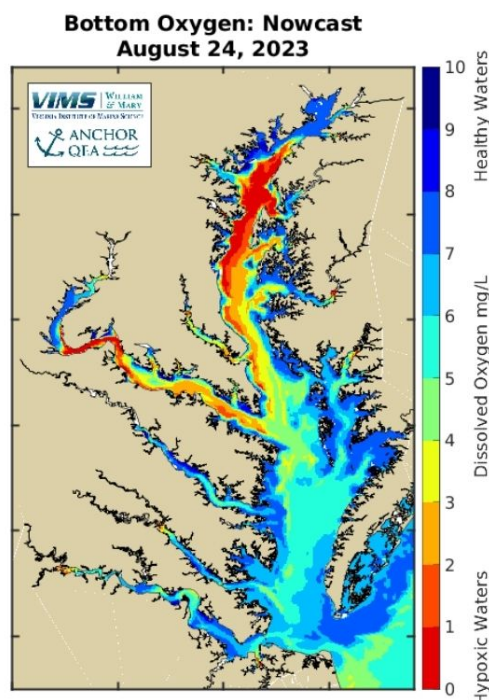 Bottom Oxygen: Nowcast
August 24, 2023
VIMS | WILLIAM & MARY
VIRGINIA INSTITUTE OF MARINE SCIENCE
ANCHOR
QEA
10
9
8
7
6
5
4
3
2
1
0
Healthy Waters
Dissolved Oxygen mg/L
Hypoxic Waters